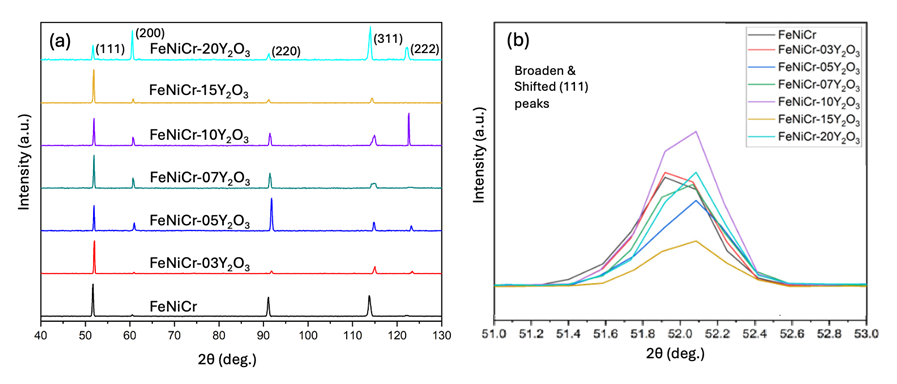 (a)
(111)
(200)
FeNiCr-20Y₂O₃
(220)
(311)
(222)
FeNiCr-15Y₂O₃
FeNiCr-10Y₂O₃
FeNiCr-07Y₂O₃
FeNiCr-05Y₂O₃
FeNiCr-03Y₂O₃
FeNiCr
Intensity (a.u.)
40 50 60 70 80 90 100 110 120 130
2θ (deg.)
(b)
Broaden &
Shifted (111)
peaks
FeNiCr
FeNiCr-03Y₂O₃
FeNiCr-05Y₂O₃
FeNiCr-07Y₂O₃
FeNiCr-10Y₂O₃
FeNiCr-15Y₂O₃
FeNiCr-20Y₂O₃
Intensity (a.u.)
51.0 51.2 51.4 51.6 51.8 52.0 52.2 52.4 52.6 52.8 53.0
2θ (deg.)